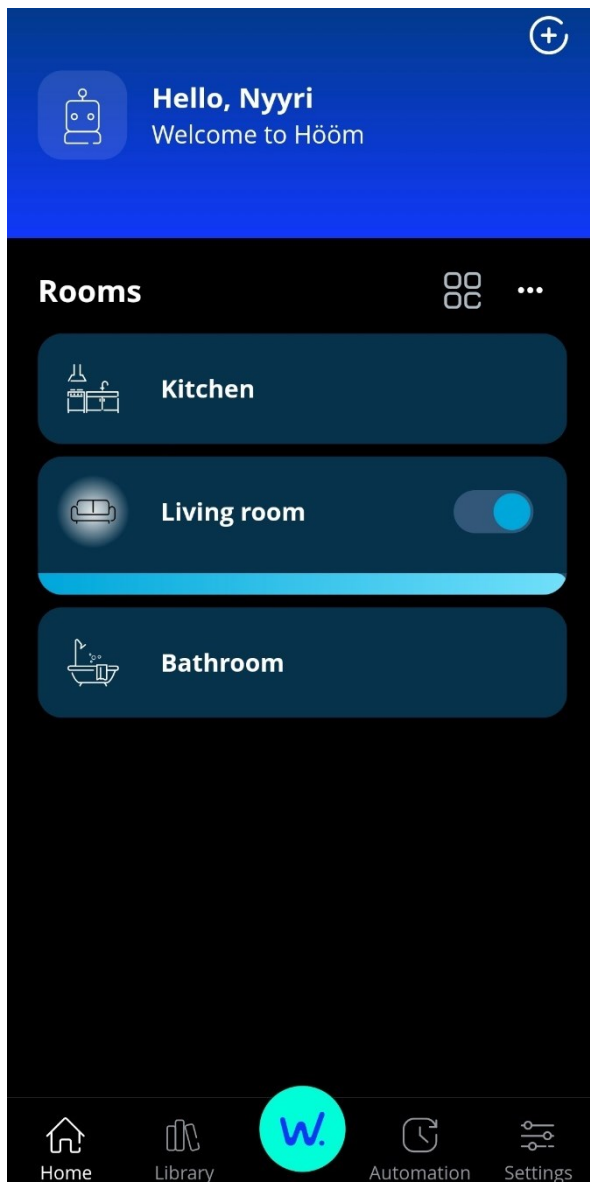 Hello, Nyyri
Welcome to Hööm
Rooms
Kitchen
Living room
Bathroom
W.
Home Library Automation Settings